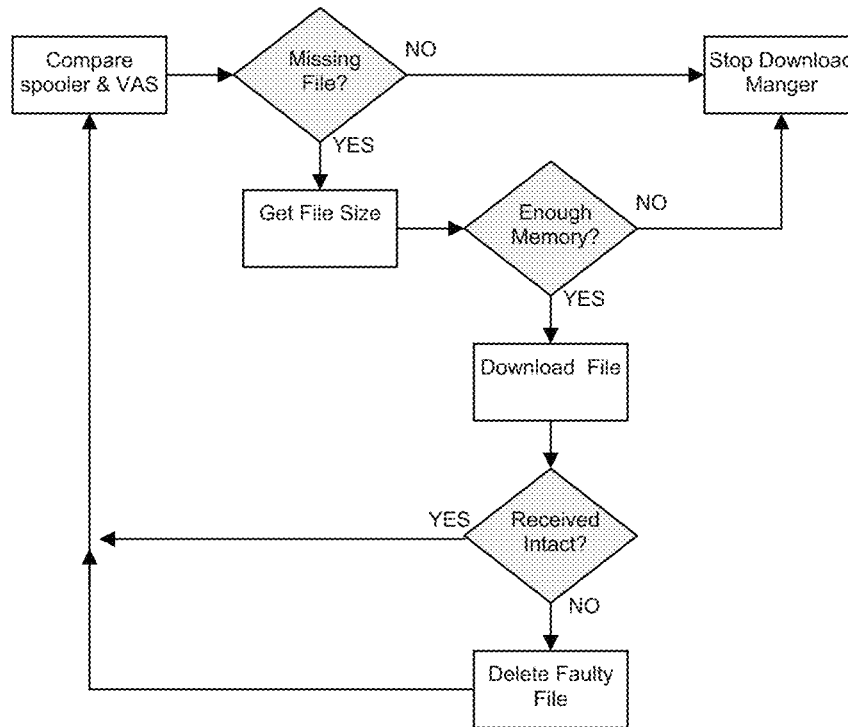 Compare
spooler & VAS
Missing
File?
NO
Stop Download
Manger
YES
Get File Size
Enough
Memory?
NO
YES
Download File
YES
Received
Intact?
NO
Delete Faulty
File